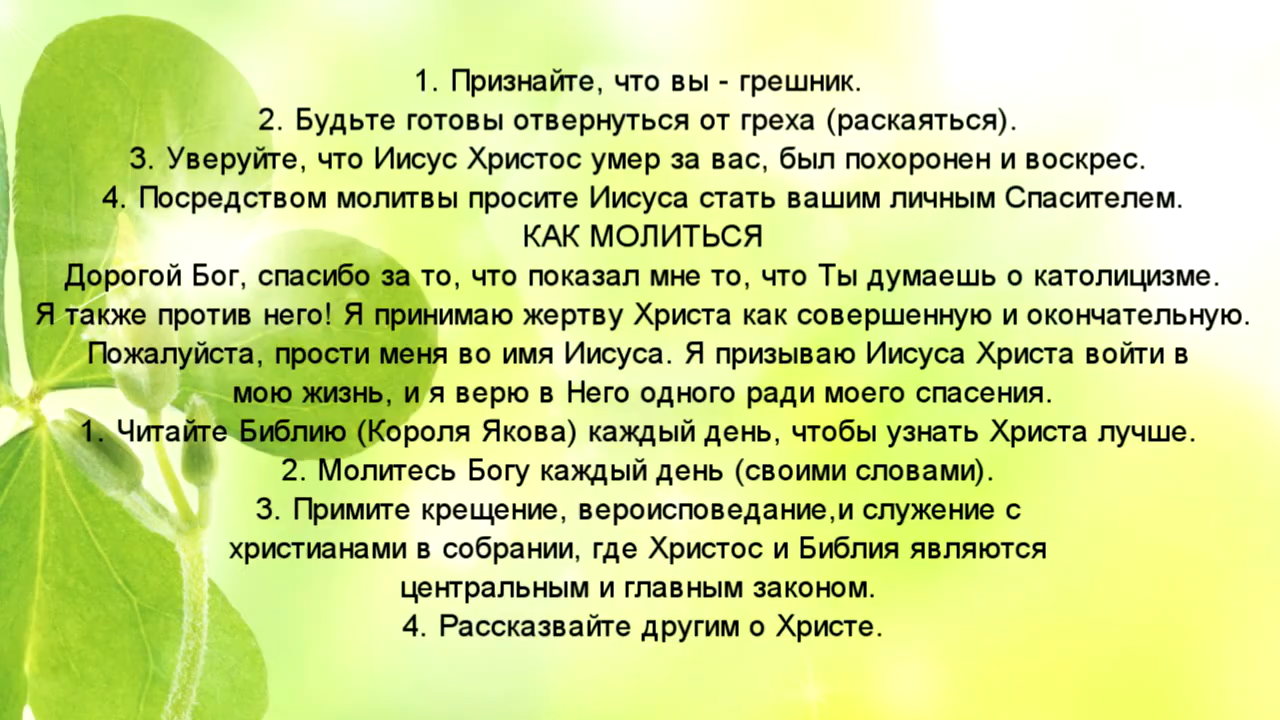 1. Признайте, что вы - грешник.
2. Будьте готовы отвернуться от греха (раскаяться).
3. Уверуйте, что Иисус Христос умер за вас, был похоронен и воскрес.
4. Посредством молитвы просите Иисуса стать вашим личным Спасителем.
КАК МОЛИТЬСЯ
Дорогой Бог, спасибо за то, что показал мне то, что Ты думаешь о католицизме.
Я также против него! Я принимаю жертву Христа как совершенную и окончательную.
Пожалуйста, прости меня во имя Иисуса. Я призываю Иисуса Христа войти в
мою жизнь, и я верю в Него одного ради моего спасения.
1. Читайте Библию (Короля Якова) каждый день, чтобы узнать Христа лучше.
2. Молитесь Богу каждый день (своими словами).
3. Примите крещение, вероисповедание,и служение с
христианами в собрании, где Христос и Библия являются
центральным и главным законом.
4. Рассказвайте другим о Христе.